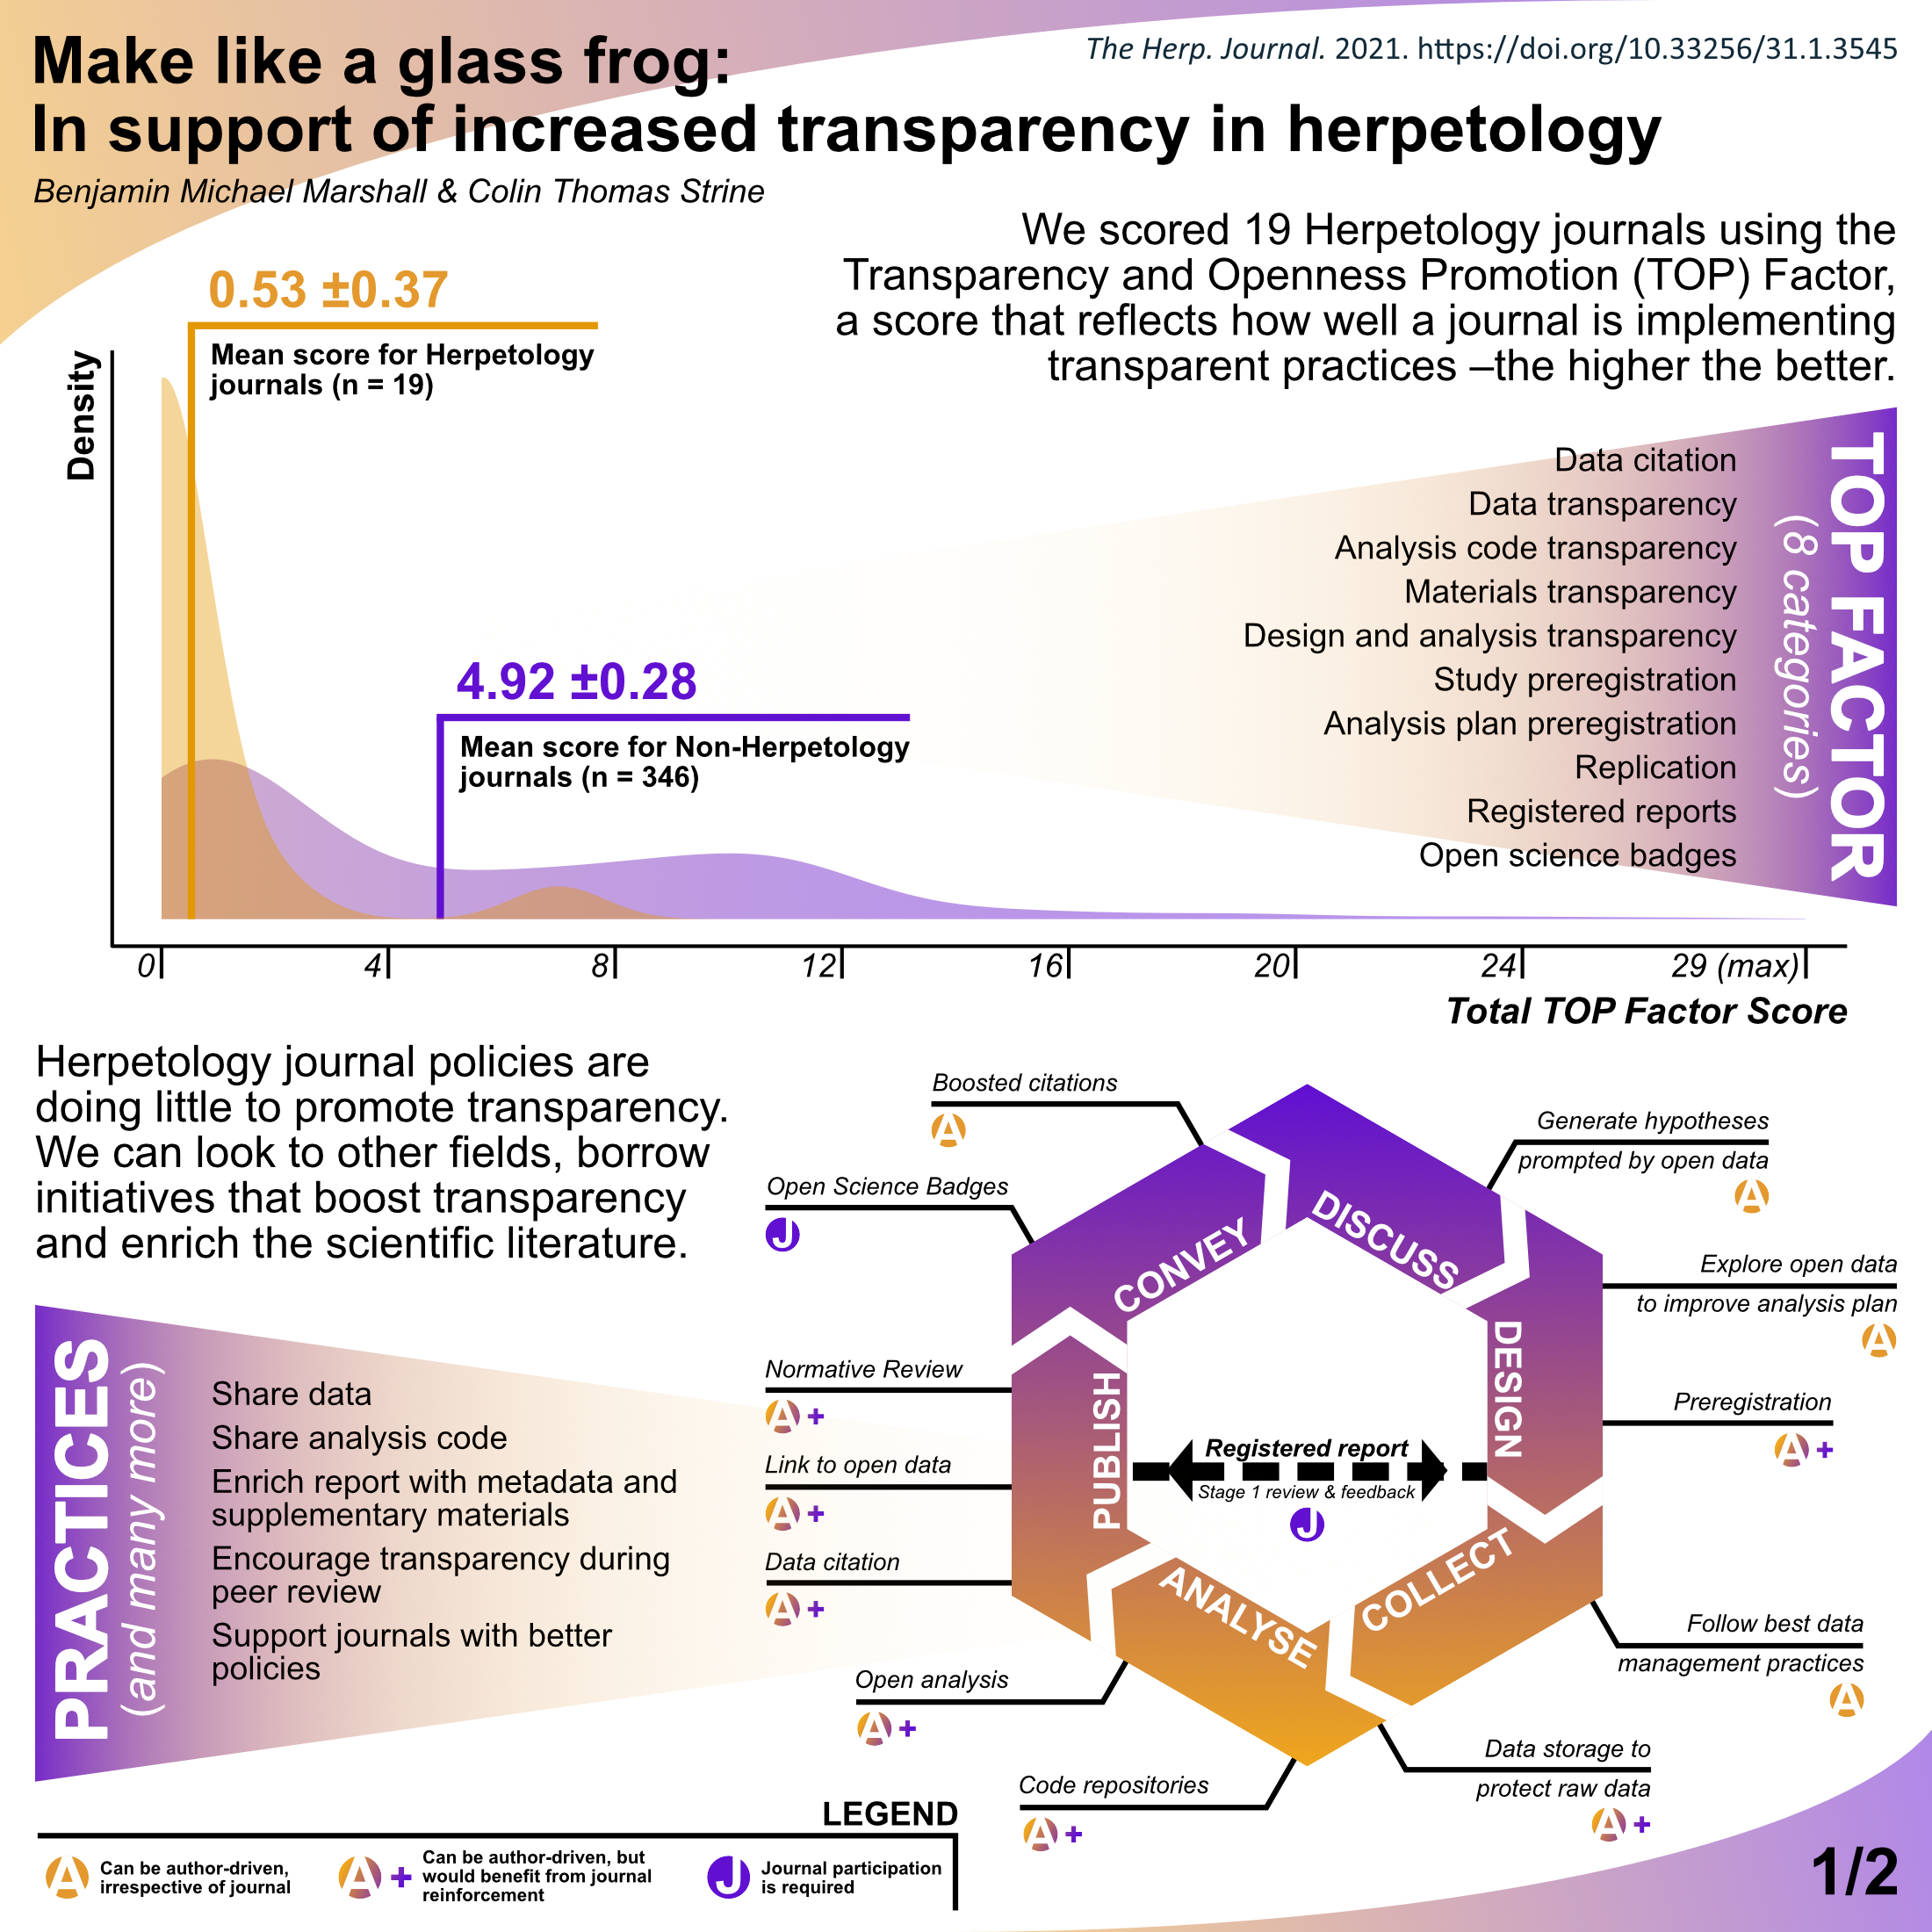 Make like a glass frog:
In support of increased transparency in herpetology
The Herp. Journal. 2021. https://doi.org/10.33256/31.1.3545
Benjamin Michael Marshall & Colin Thomas Strine
We scored 19 Herpetology journals using the
Transparency and Openness Promotion (TOP) Factor,
a score that reflects how well a journal is implementing
transparent practices –the higher the better.
0.53 ±0.37
Mean score for Herpetology
journals (n = 19)
Density
4.92 ±0.28
Mean score for Non-Herpetology
journals (n = 346)
Data citation
Data transparency
Analysis code transparency
Materials transparency
Design and analysis transparency
Study preregistration
Analysis plan preregistration
Replication
Registered reports
Open science badges
TOP FACTOR
(8 categories)
0
4
8
12
16
20
24
29 (max)
Total TOP Factor Score
Herpetology journal policies are
doing little to promote transparency.
We can look to other fields, borrow
initiatives that boost transparency
and enrich the scientific literature.
PRACTICES
(and many more)
Share data
Share analysis code
Enrich report with metadata and
supplementary materials
Encourage transparency during
peer review
Support journals with better
policies
Boosted citations
A
Open Science Badges
J
Normative Review
A +
Link to open data
A +
Data citation
A +
Open analysis
A +
Code repositories
A +
CONVEY
DISCUSS
DESIGN
COLLECT
ANALYSE
PUBLISH
Registered report
Stage 1 review & feedback
J
Generate hypotheses
prompted by open data
A
Explore open data
to improve analysis plan
A
Preregistration
A +
Follow best data
management practices
A
Data storage to
protect raw data
A +
LEGEND
A
Can be author-driven,
irrespective of journal
A +
Can be author-driven, but
would benefit from journal
reinforcement
J
Journal participation
is required
1/2